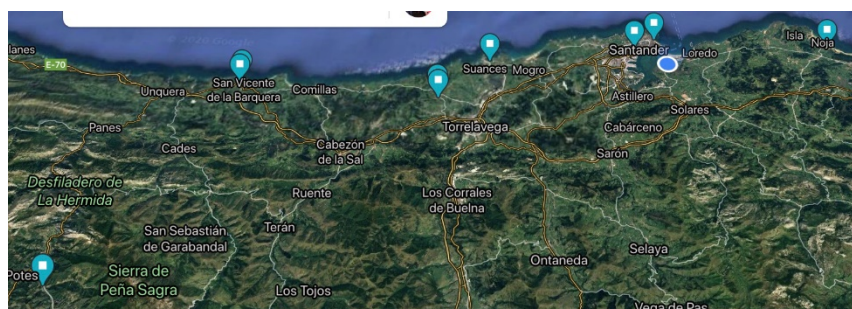 Isla
Noja
Santander
Loredo
lanes
E-70
Suances
Mogro
San Vicente
de la Barquera
Comillas
Unquera
Astillero
Solares
Panes
Torrelavega
Cabárceno
Cabezón
de la Sal
Cades
Sarón
Desfiladero de
La Hermida
Ruente
Los Corrales
de Buelna
San Sebastián
de Garabandal
Terán
Selaya
Ontaneda
Potes
Sierra de
Peña Sagra
Los Tojos
Vega de Pas